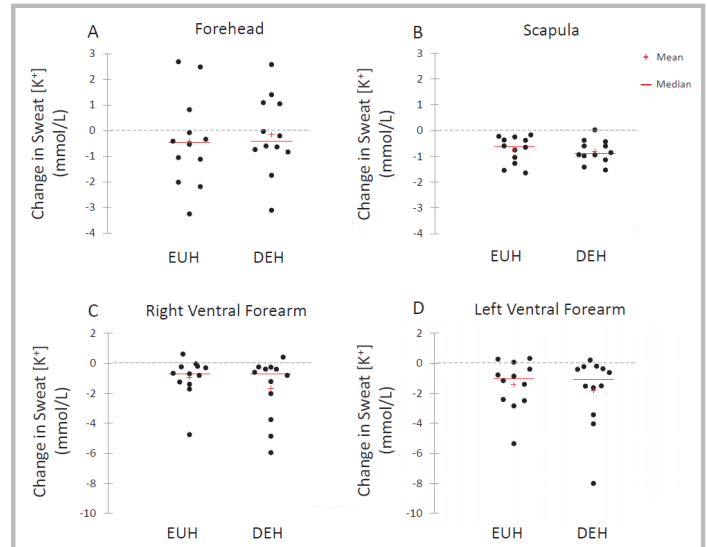 A Forehead
Change in Sweat [K⁺]
(mmol/L)
3
2
1
0
-1
-2
-3
-4
EUH DEH
B Scapula
Change in Sweat [K⁺]
(mmol/L)
3
2
1
0
-1
-2
-3
-4
EUH DEH
+ Mean
Median
C Right Ventral Forearm
Change in Sweat [K⁺]
(mmol/L)
2
0
-2
-4
-6
-8
-10
EUH DEH
D Left Ventral Forearm
Change in Sweat [K⁺]
(mmol/L)
2
0
-2
-4
-6
-8
-10
EUH DEH